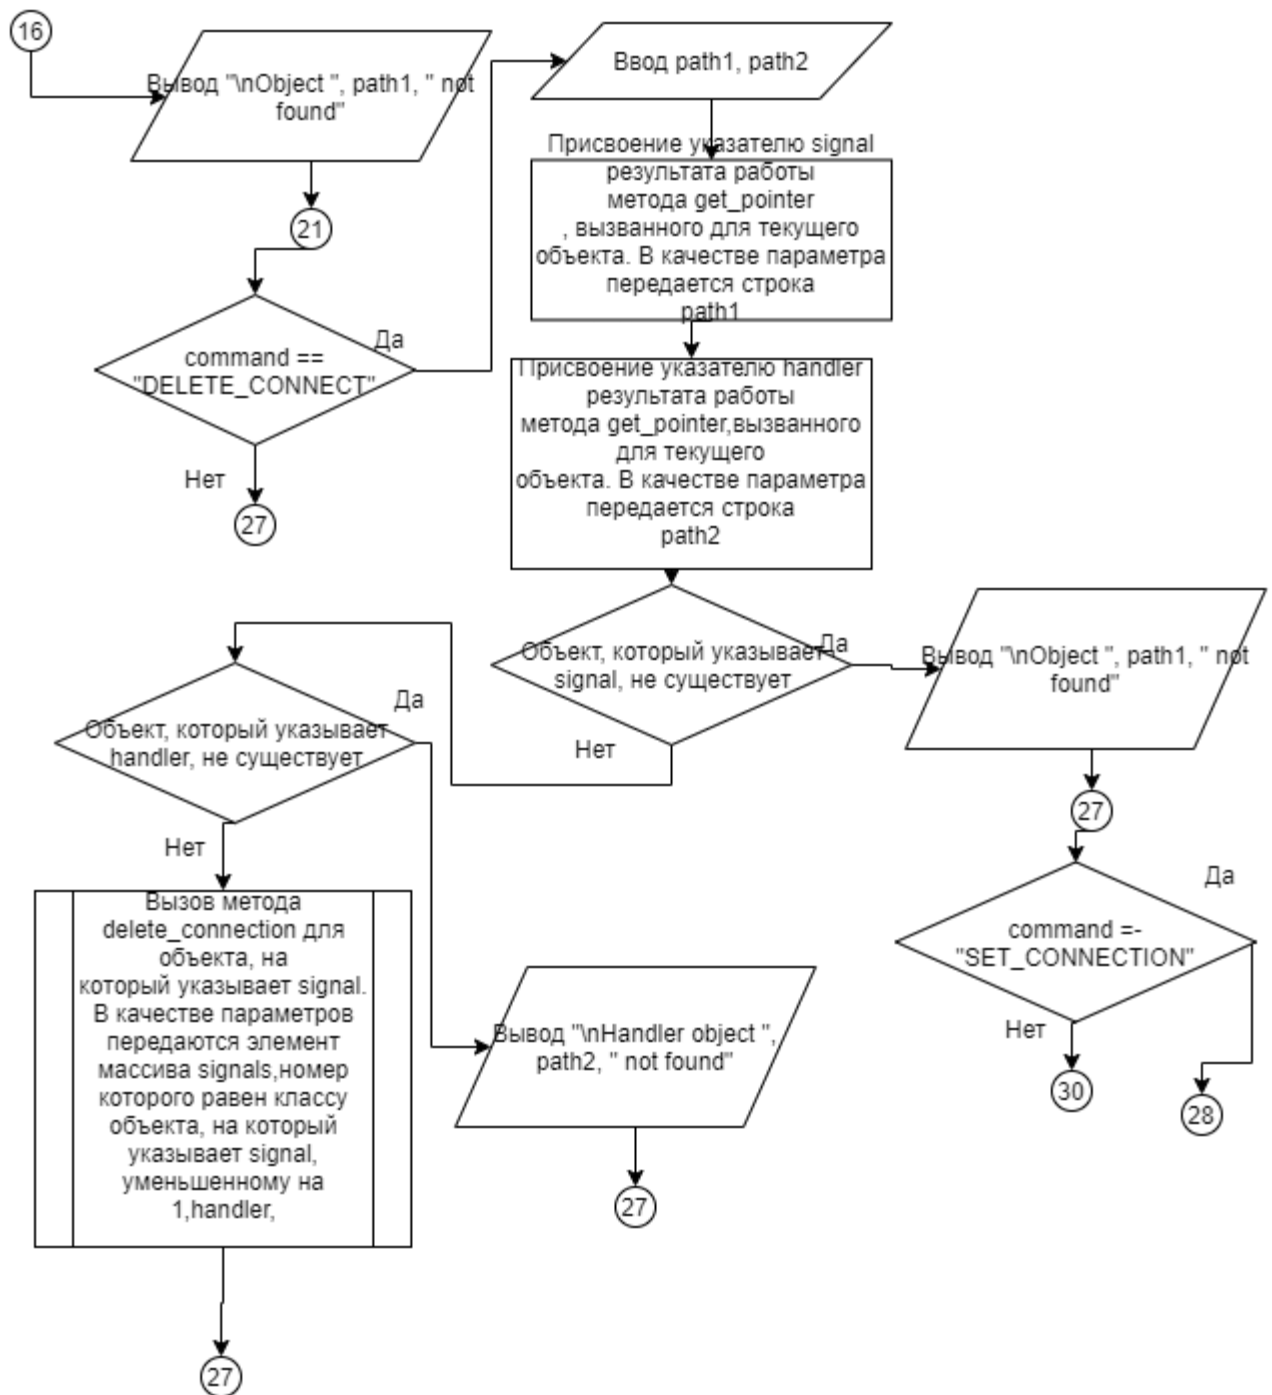 16
Вывод "\nObject ", path1, " not
found"
21
command ==
"DELETE_CONNECT"
Да
Нет
27
Ввод path1, path2
Присвоение указателю signal
результата работы
метода get_pointer
, вызванного для текущего
объекта. В качестве параметра
передается строка
path1
Присвоение указателю handler
результата работы
метода get_pointer,вызванного
для текущего
объекта. В качестве параметра
передается строка
path2
Объект, который указывает
signal, не существует
Да
Нет
Вывод "\nObject ", path1, " not
found"
27
command =-
"SET_CONNECTION"
Да
Нет
30
28
Объект, который указывает
handler, не существует
Да
Нет
Вызов метода
delete_connection для
объекта, на
который указывает signal.
В качестве параметров
передаются элемент
массива signals,номер
которого равен классу
объекта, на который
указывает signal,
уменьшенному на
1,handler,
27
Вывод "\nHandler object ",
path2, " not found"
27